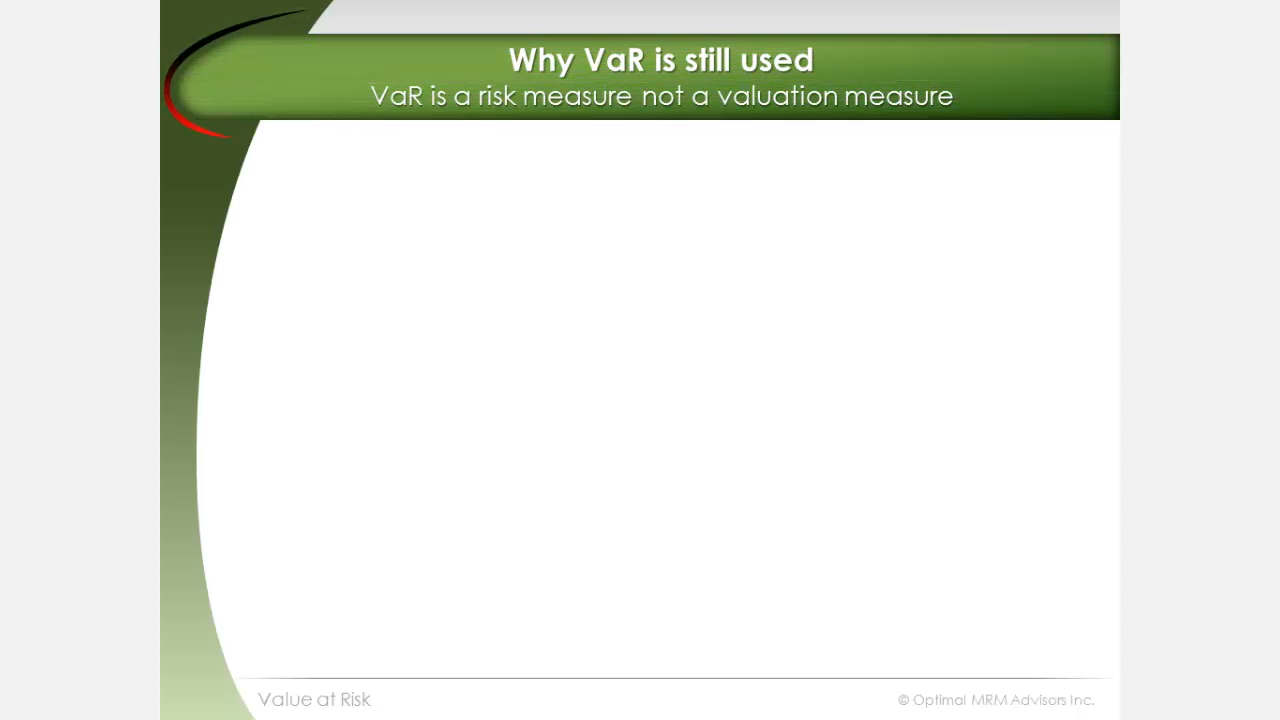 Why VaR is still used
VaR is a risk measure not a valuation measure
Value at Risk
© Optimal MRM Advisors Inc.